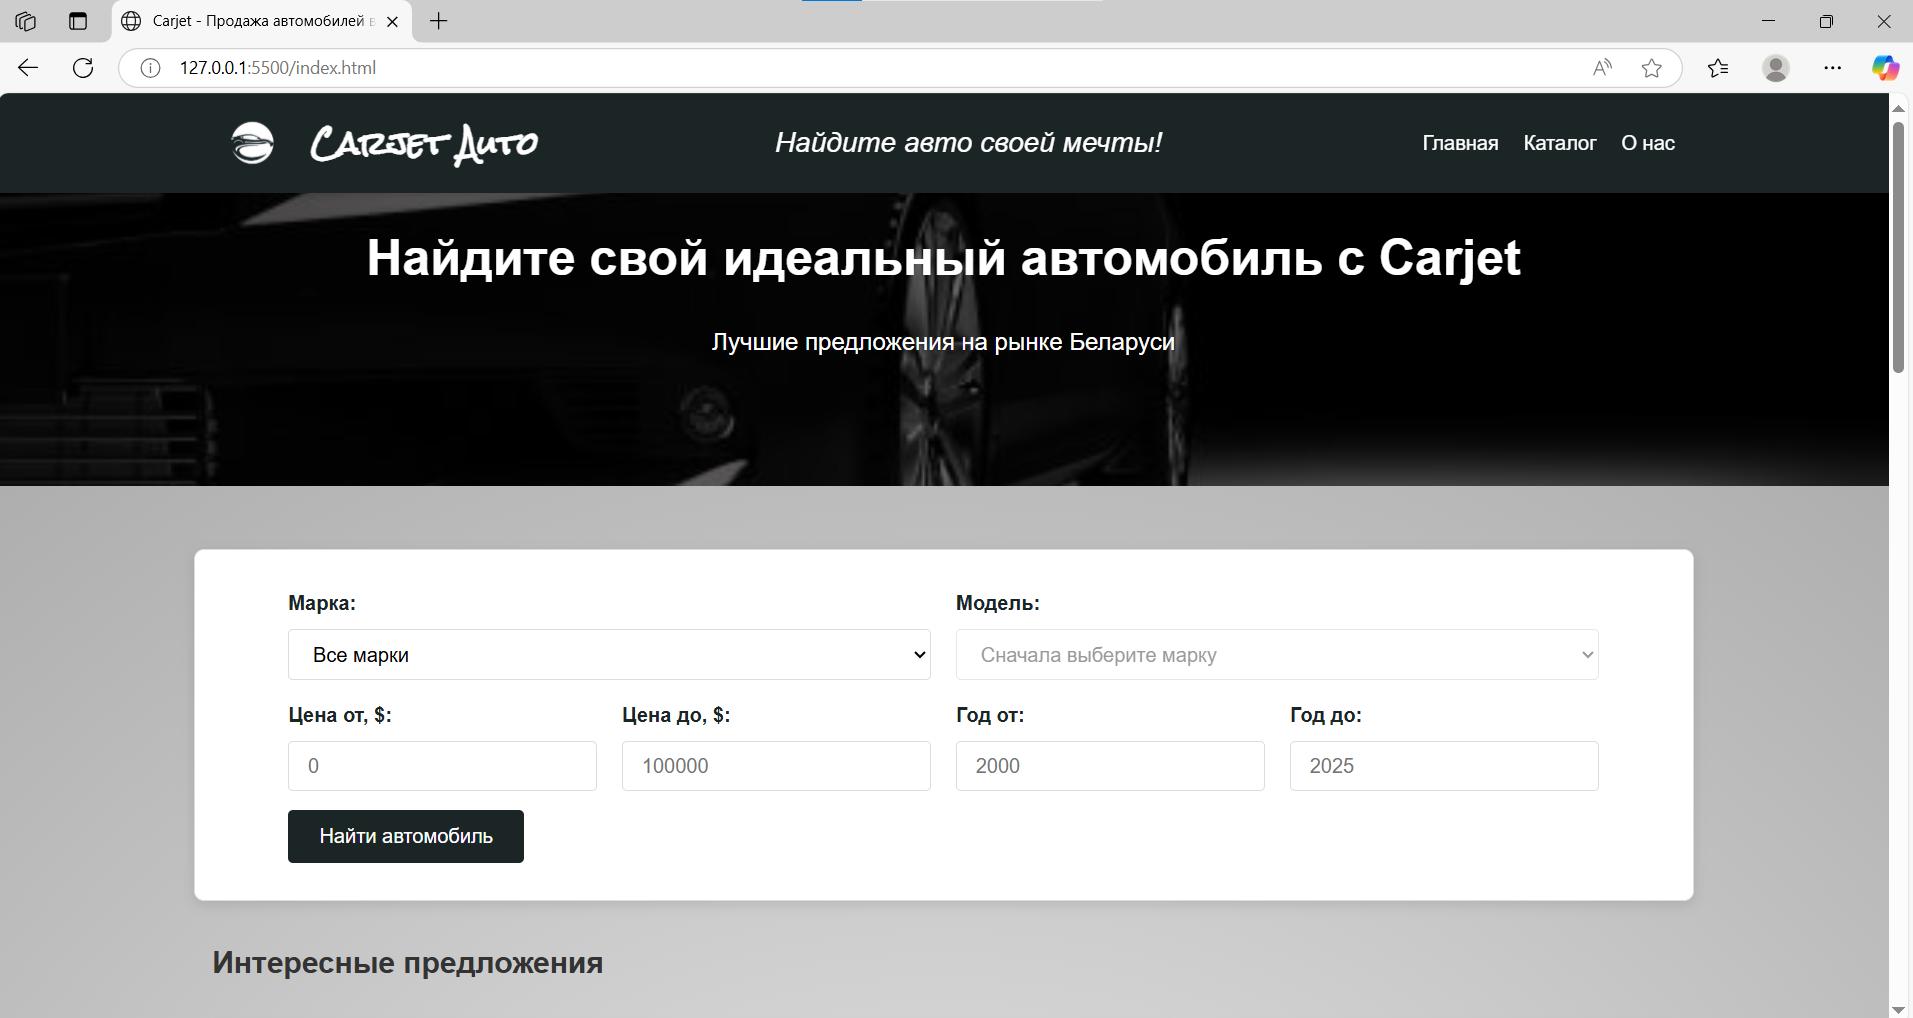 Carjet - Продажа автомобилей в
127.0.0.1:5500/index.html
Carjet Auto
Найдите авто своей мечты!
Главная Каталог О нас
Найдите свой идеальный автомобиль с Carjet
Лучшие предложения на рынке Беларуси
Марка: Модель:
Все марки Сначала выберите марку
Цена от, $: Цена до, $: Год от: Год до:
0 100000 2000 2025
Найти автомобиль
Интересные предложения